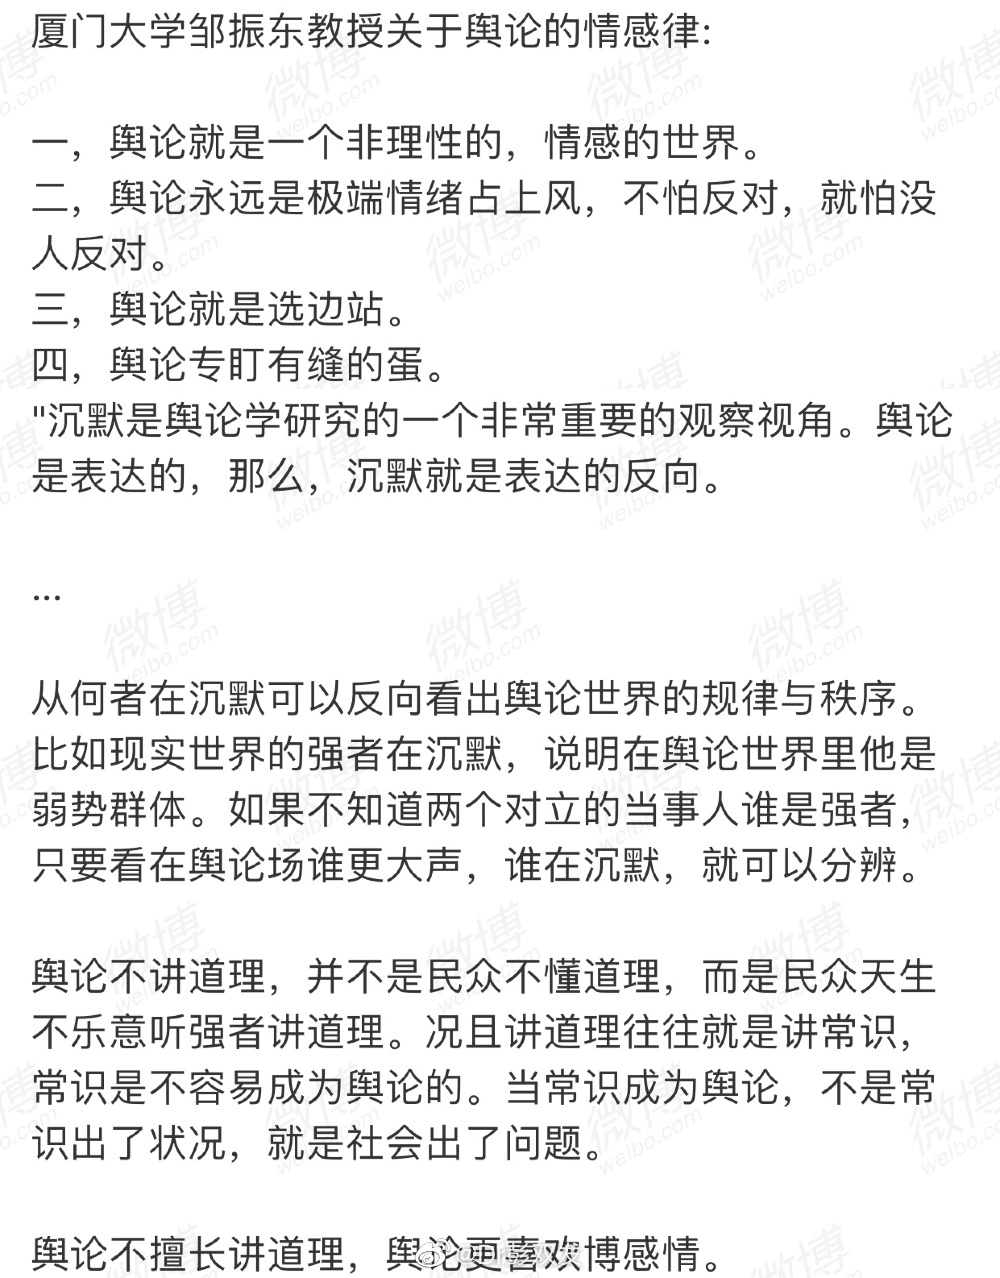 厦门大学邹振东教授关于舆论的情感律:
一，舆论就是一个非理性的，情感的世界。
二，舆论永远是极端情绪占上风，不怕反对，就怕没
人反对。
三，舆论就是选边站。
四，舆论专盯有缝的蛋。
"沉默是舆论学研究的一个非常重要的观察视角。舆论
是表达的，那么，沉默就是表达的反向。
...
从何者在沉默可以反向看出舆论世界的规律与秩序。
比如现实世界的强者在沉默，说明在舆论世界里他是
弱势群体。如果不知道两个对立的当事人谁是强者，
只要看在舆论场谁更大声，谁在沉默，就可以分辨。
舆论不讲道理，并不是民众不懂道理，而是民众天生
不乐意听强者讲道理。况且讲道理往往就是讲常识，
常识是不容易成为舆论的。当常识成为舆论，不是常
识出了状况，就是社会出了问题。
舆论不擅长讲道理，舆论更喜欢博感情。
微博
weibo.com